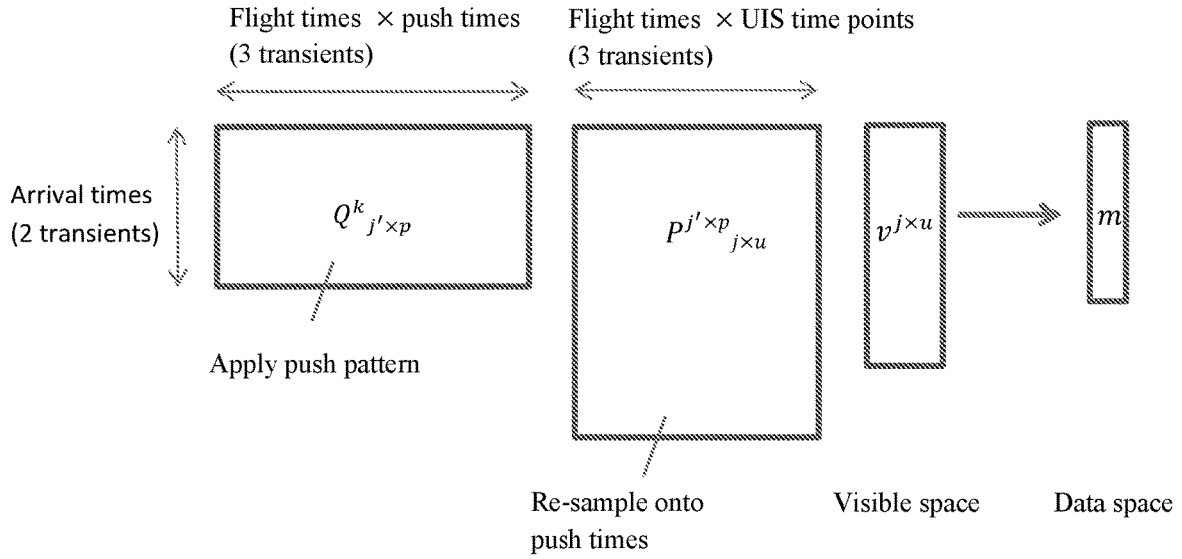 Flight times × push times
(3 transients)
Flight times × UIS time points
(3 transients)
Arrival times
(2 transients)
Q^k_{j'×p}
P^{j'×p}_{j×u}
v^{j×u}
m
Apply push pattern
Re-sample onto
push times
Visible space
Data space